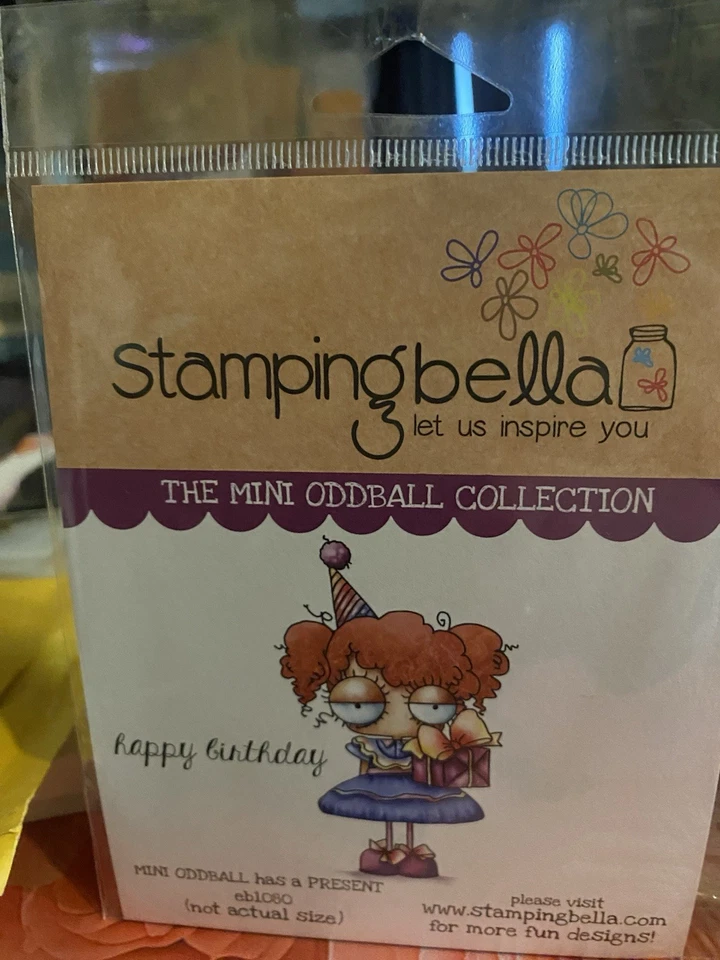 Stampingbella
let us inspire you
THE MINI ODDBALL COLLECTION
happy birthday
MINI ODDBALL has a PRESENT
eb1080
(not actual size)
please visit
www.stampingbella.com
for more fun designs!